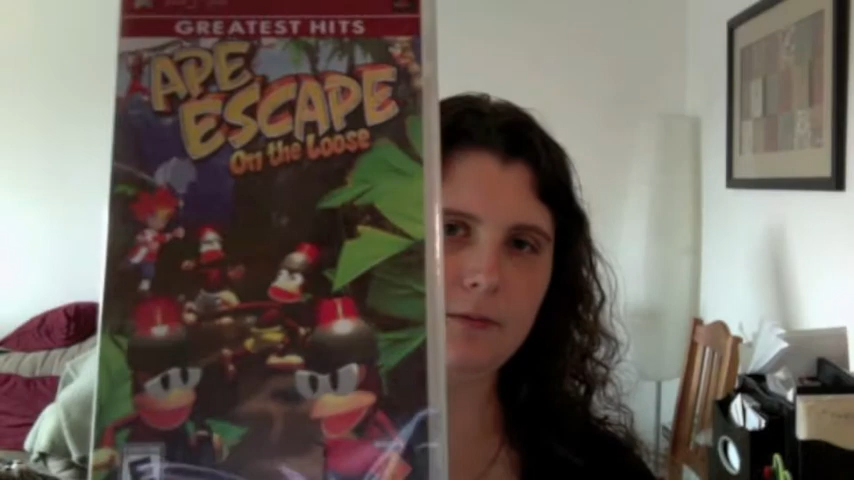 GREATEST HITS
APE
ESCAPE
On the Loose
E